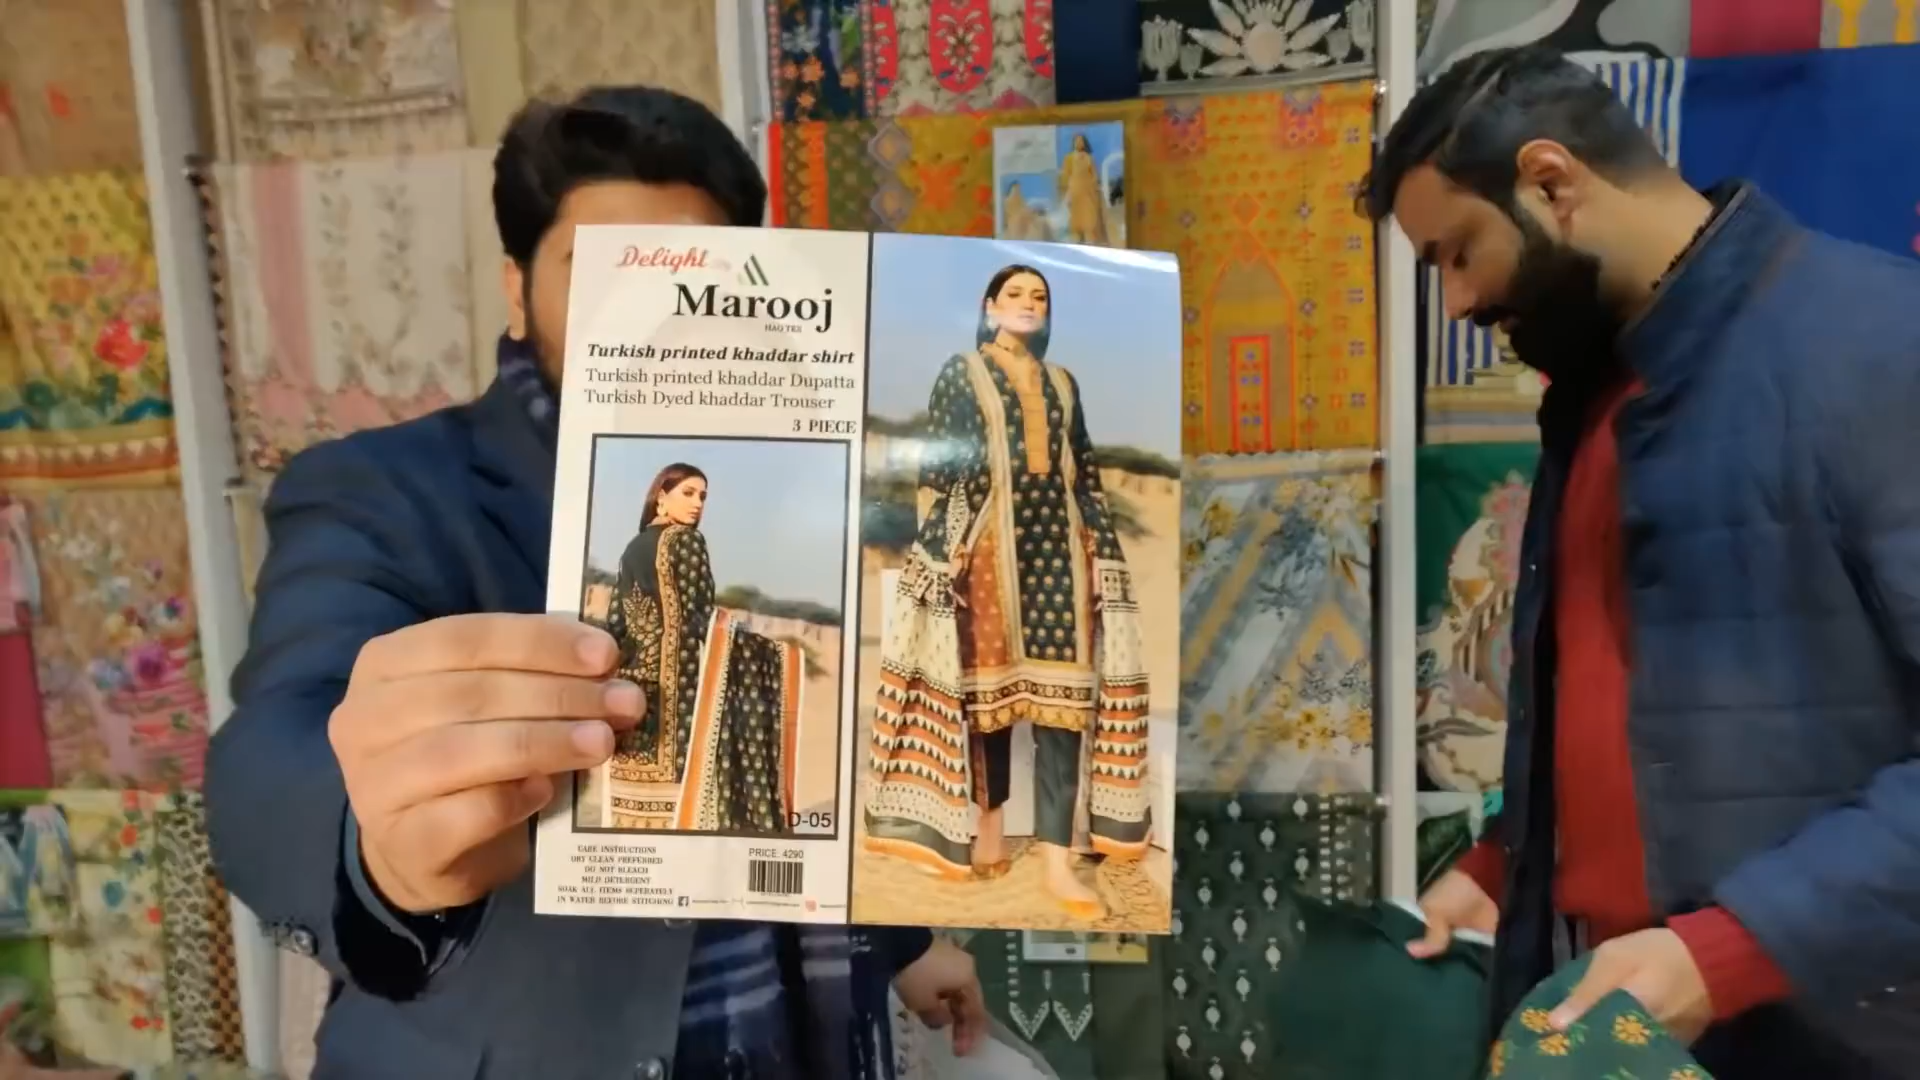 Delight
Marooj
HAQ TEX
Turkish printed khaddar shirt
Turkish printed khaddar Dupatta
Turkish Dyed khaddar Trouser
3 PIECE
D-05
CARE INSTRUCTIONS
DRY CLEAN PREFERRED
DO NOT BLEACH
MILD DETERGENT
SOAK ALL ITEMS SEPERATELY
IN WATER BEFORE STITCHING
PRICE: 4290